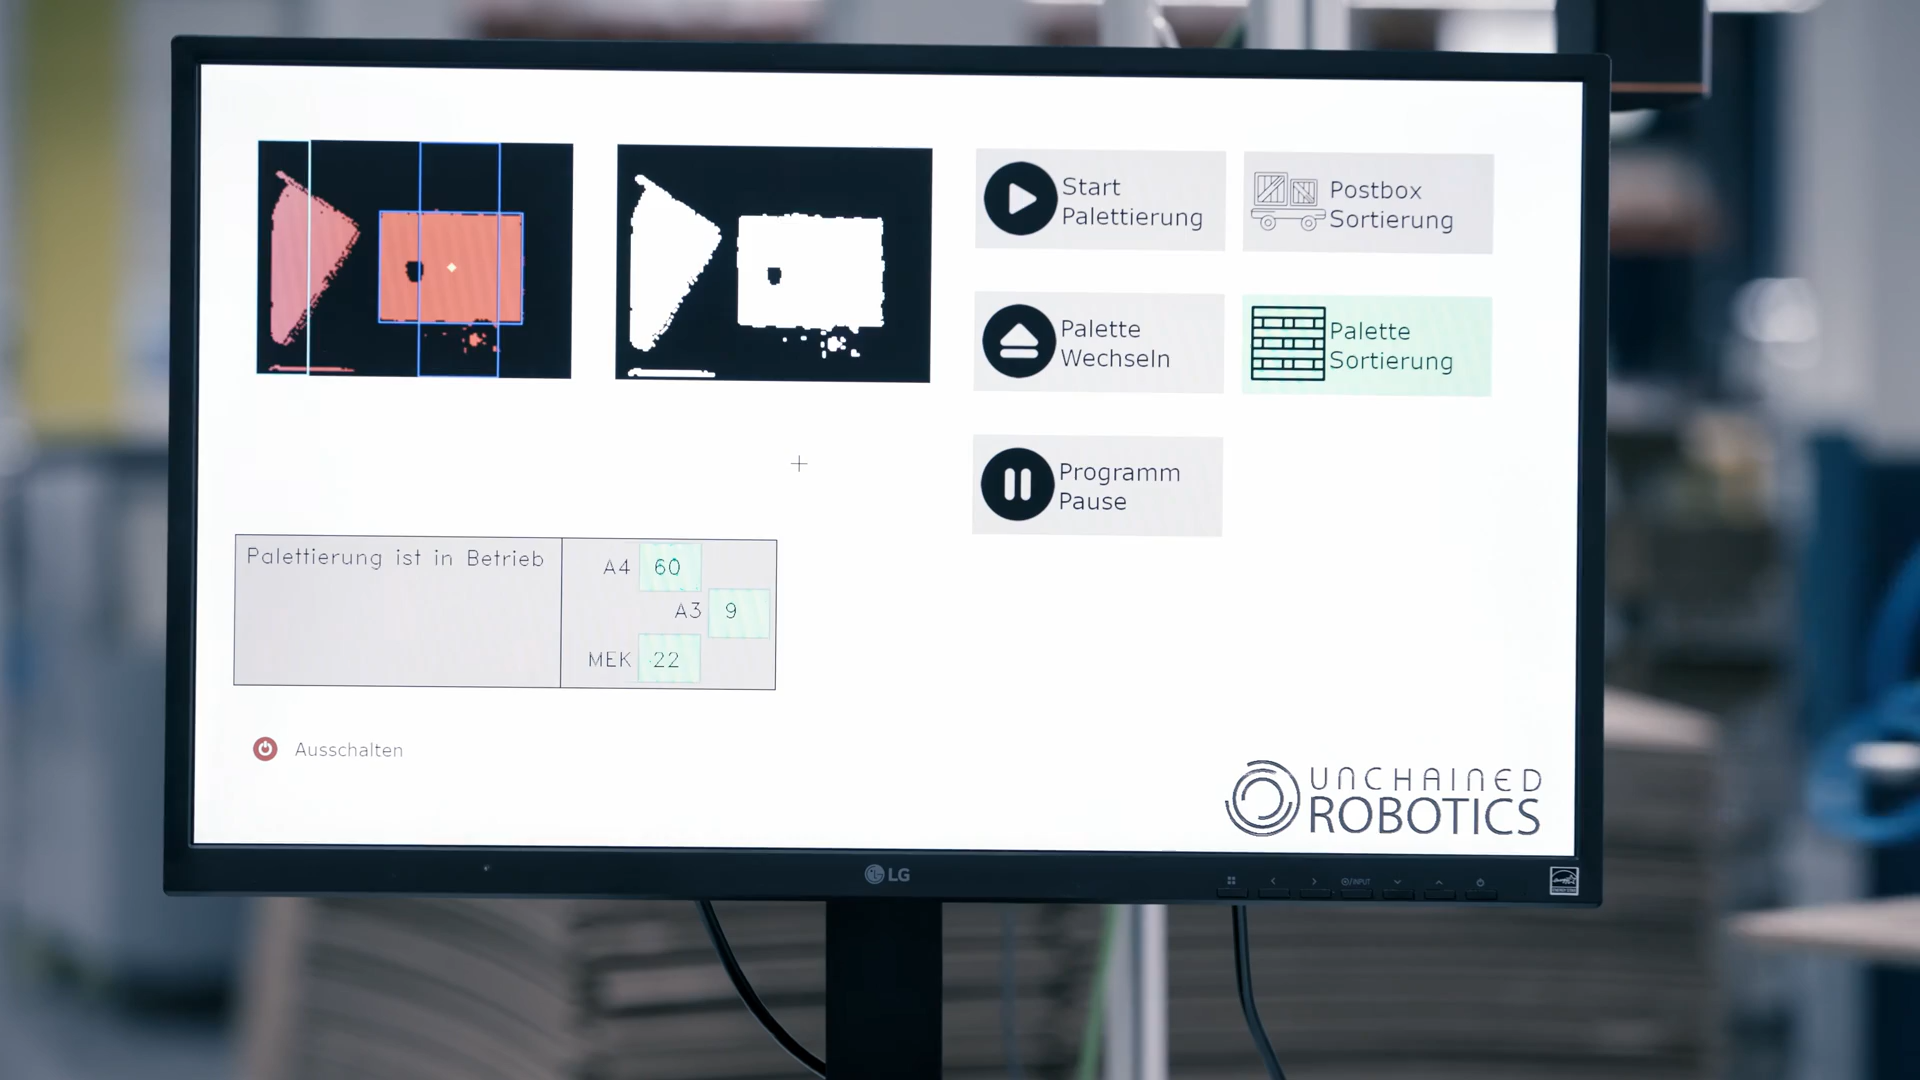 Start
Palettierung
Postbox
Sortierung
Palette
Wechseln
Palette
Sortierung
Programm
Pause
Palettierung ist in Betrieb
A4 60
A3 9
MEK 22
Ausschalten
UNCHAINED
ROBOTICS
LG
INPUT